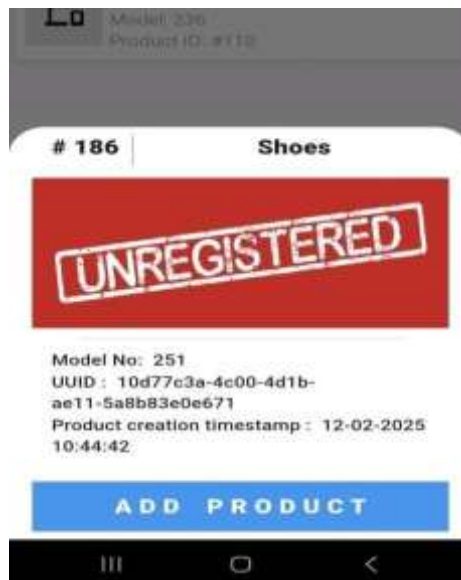 Model: 236
Product ID: #110
# 186 Shoes
UNREGISTERED
Model No: 251
UUID : 10d77c3a-4c00-4d1b-
ae11-5a8b83e0e671
Product creation timestamp : 12-02-2025
10:44:42
ADD PRODUCT